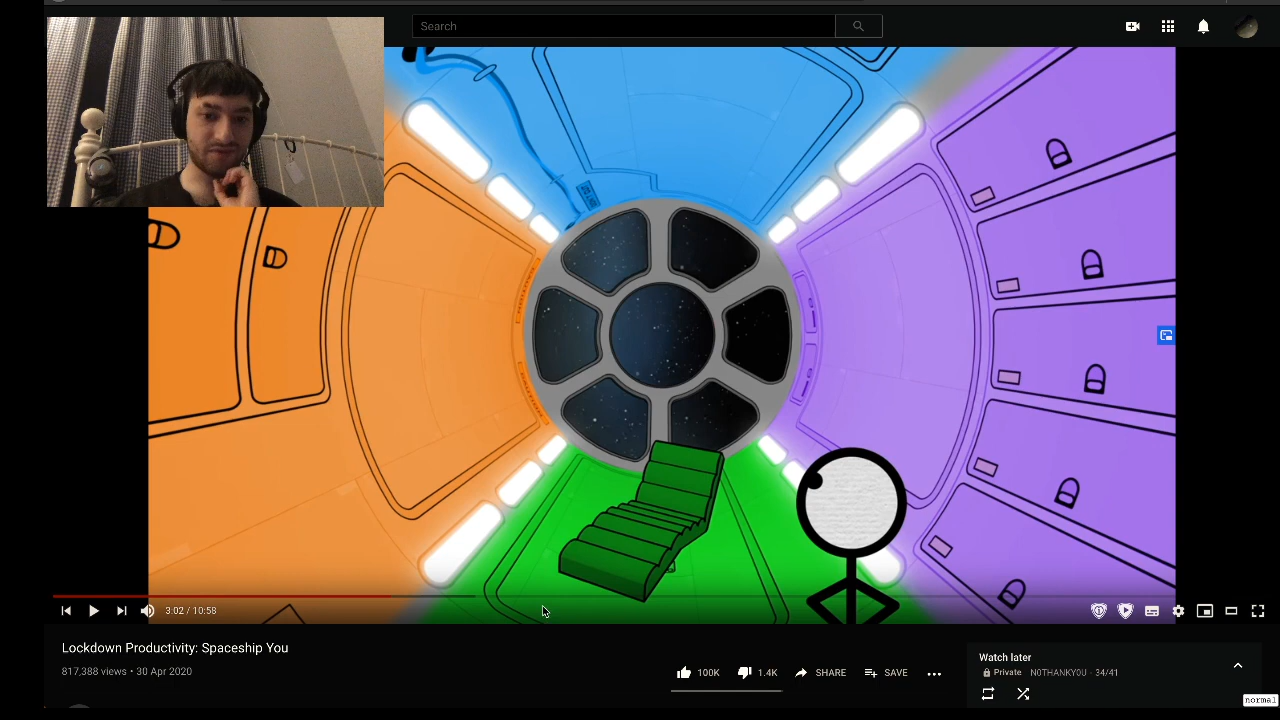 Search
3:02 / 10:58
Lockdown Productivity: Spaceship You
817,388 views • 30 Apr 2020
100K
1.4K
SHARE
SAVE
Watch later
Private N0THANKY0U - 34/41
normal